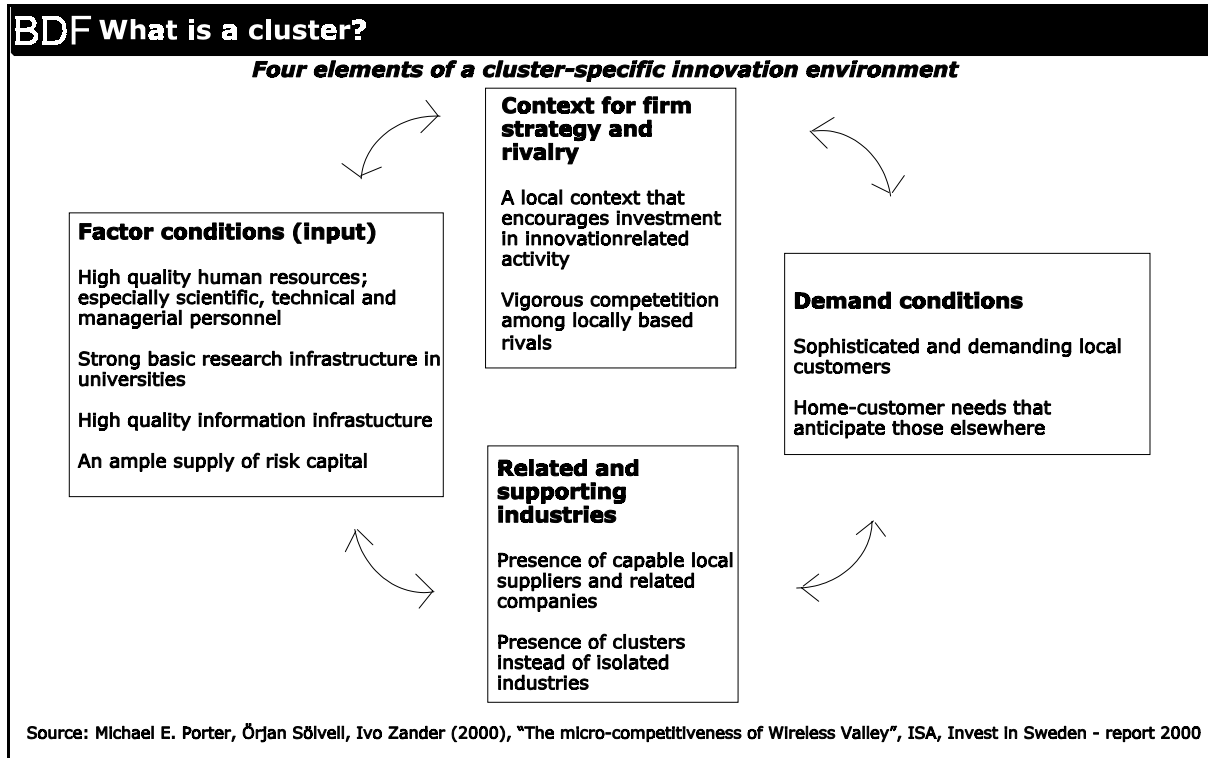 BDF What is a cluster?
Four elements of a cluster-specific innovation environment
Context for firm
strategy and
rivalry
A local context that
encourages investment
in innovationrelated
activity
Vigorous competetition
among locally based
rivals
Factor conditions (input)
High quality human resources;
especially scientific, technical and
managerial personnel
Strong basic research infrastructure in
universities
High quality information infrastucture
An ample supply of risk capital
Demand conditions
Sophisticated and demanding local
customers
Home-customer needs that
anticipate those elsewhere
Related and
supporting
industries
Presence of capable local
suppliers and related
companies
Presence of clusters
instead of isolated
industries
Source: Michael E. Porter, Örjan Sölvell, Ivo Zander (2000), “The micro-competitiveness of Wireless Valley”, ISA, Invest in Sweden - report 2000